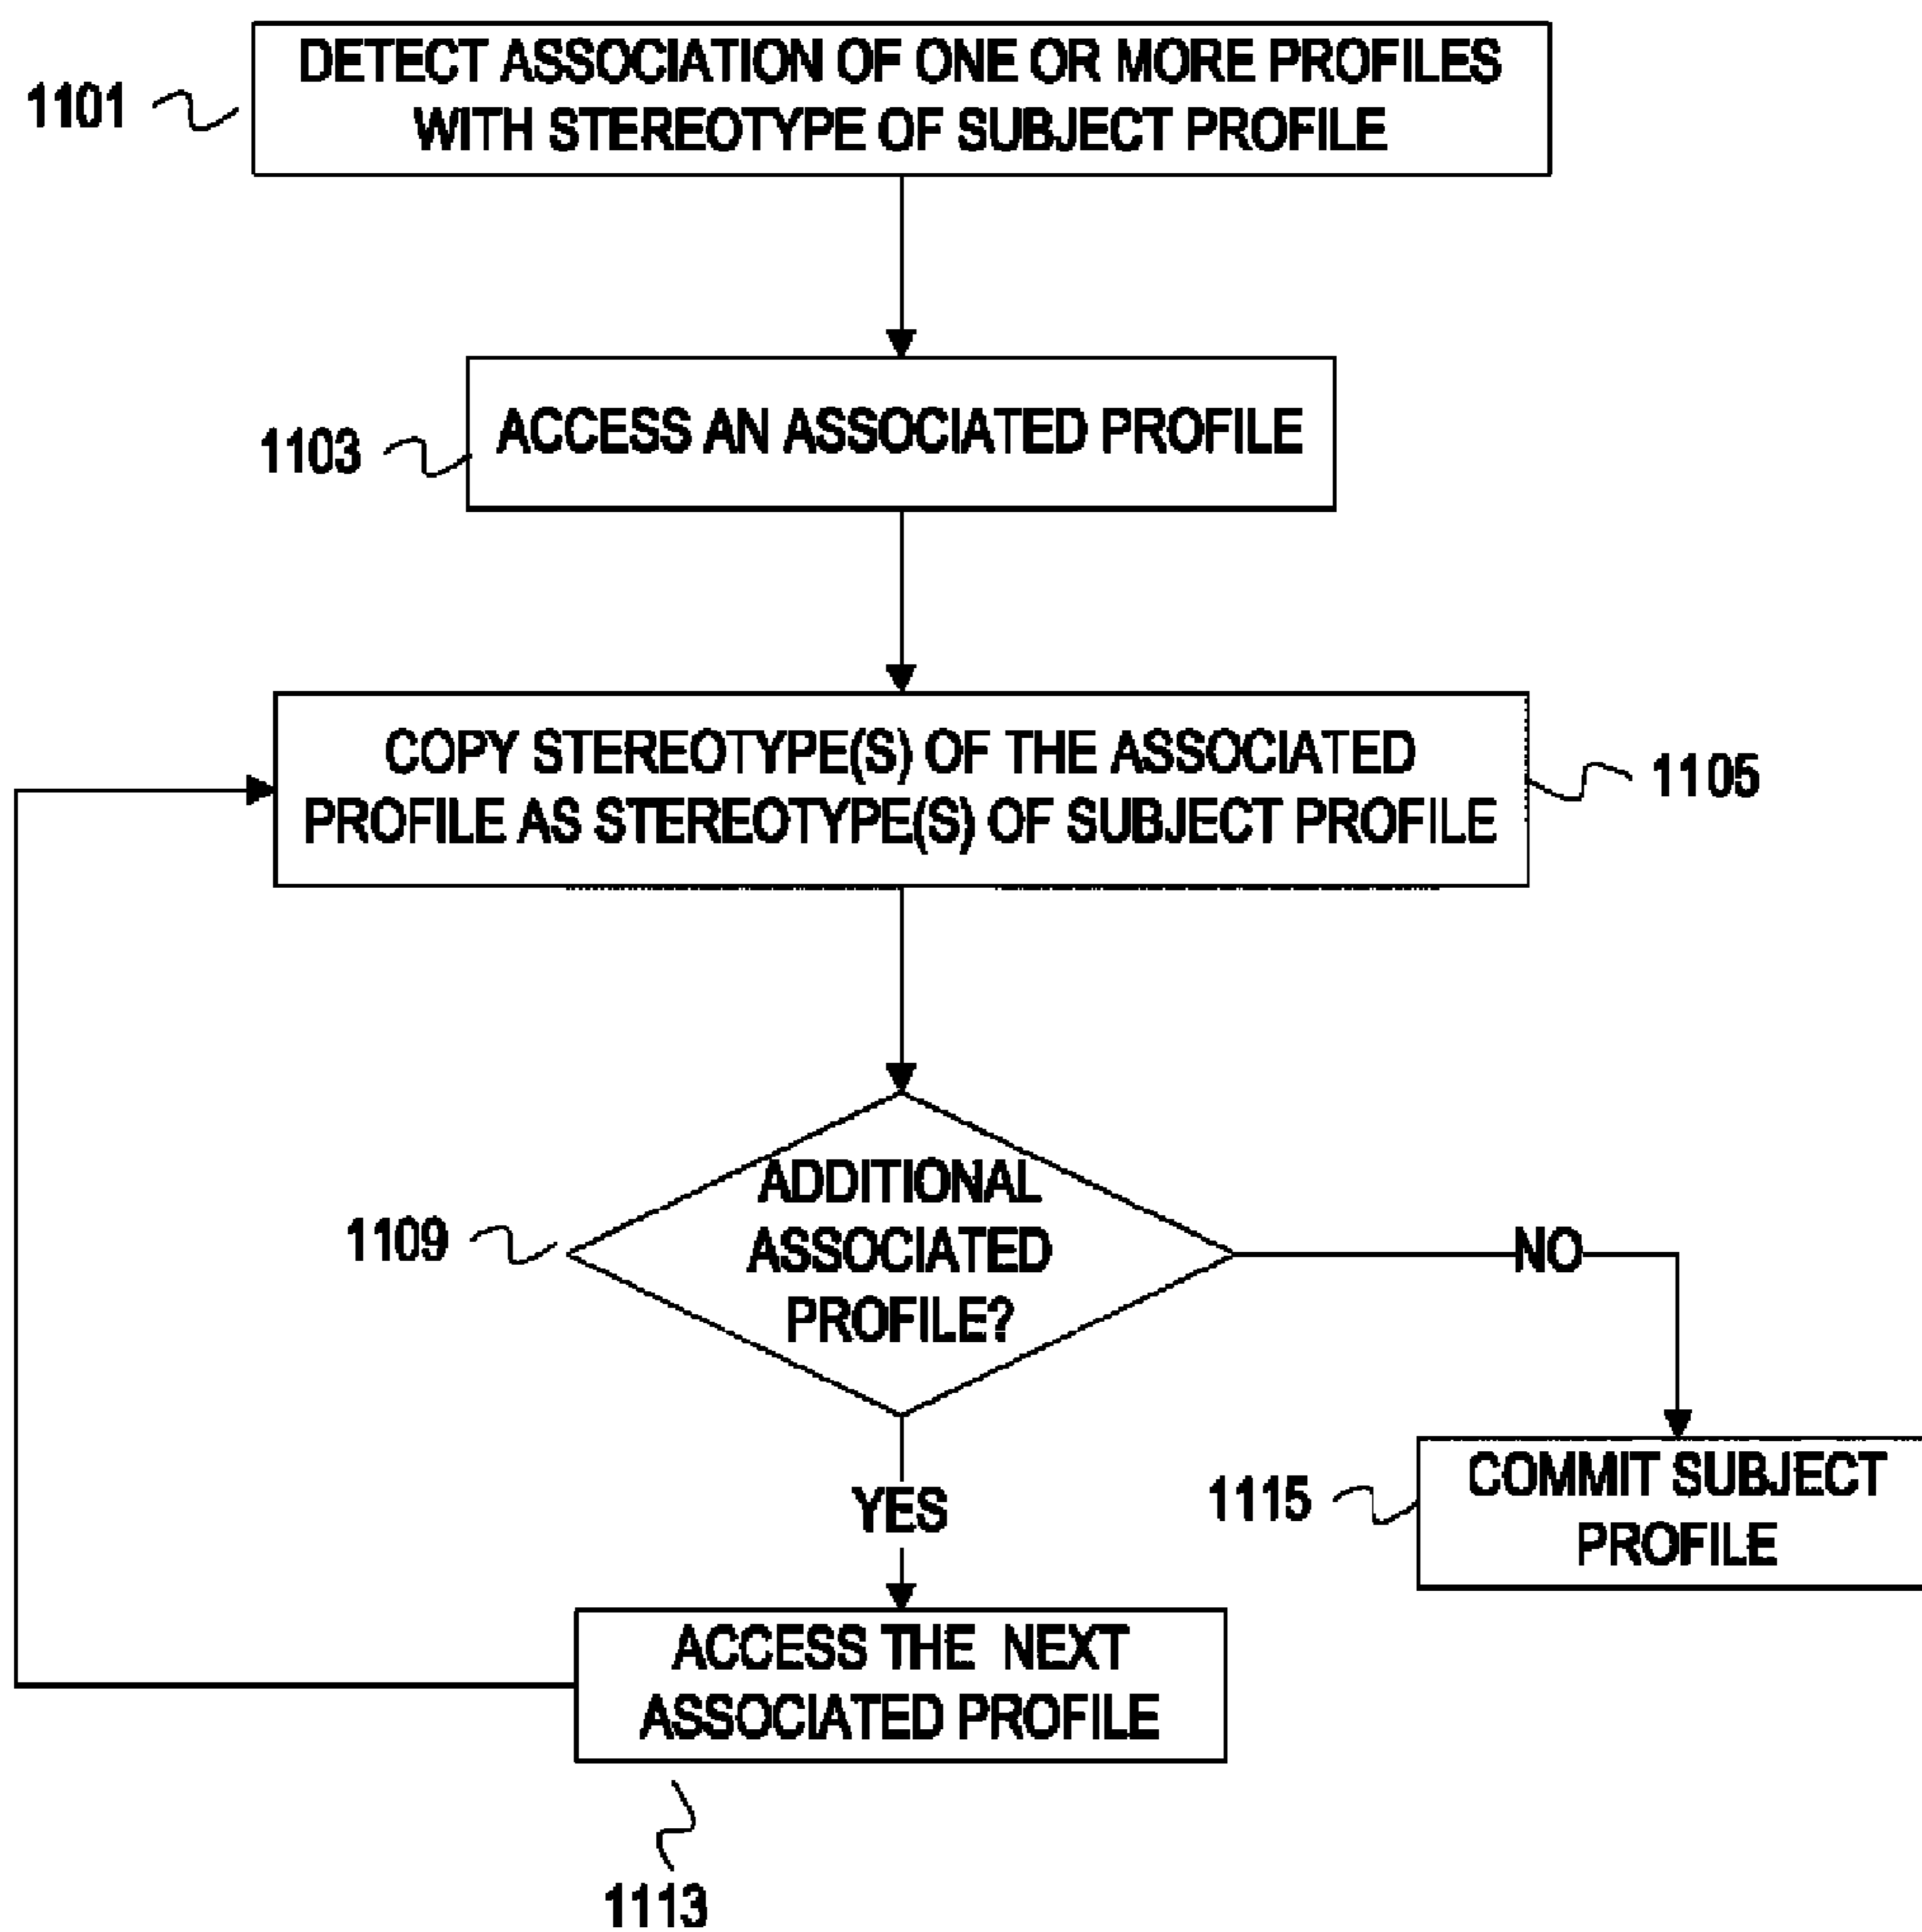 DETECT ASSOCIATION OF ONE OR MORE PROFILES
WITH STEREOTYPE OF SUBJECT PROFILE
1101
ACCESS AN ASSOCIATED PROFILE
1103
COPY STEREOTYPE(S) OF THE ASSOCIATED
PROFILE AS STEREOTYPE(S) OF SUBJECT PROFILE
1105
ADDITIONAL
ASSOCIATED
PROFILE?
1109
NO
YES
COMMIT SUBJECT
PROFILE
1115
ACCESS THE NEXT
ASSOCIATED PROFILE
1113